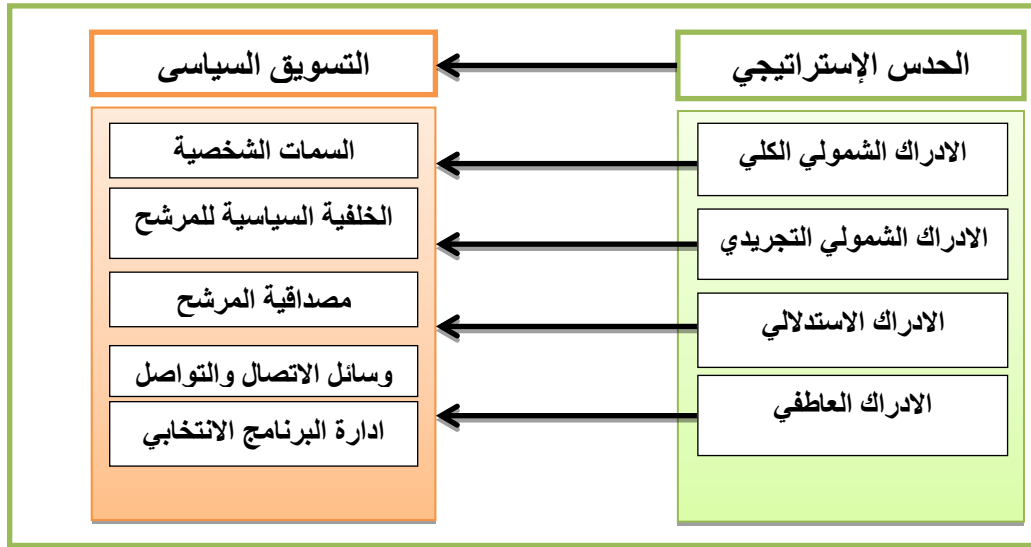 الحدس الإستراتيجي
التسويق السياسى
الادراك الشمولي الكلي
الادراك الشمولي التجريدي
الادراك الاستدلالي
الادراك العاطفي
السمات الشخصية
الخلفية السياسية للمرشح
مصداقية المرشح
وسائل الاتصال والتواصل
ادارة البرنامج الانتخابي